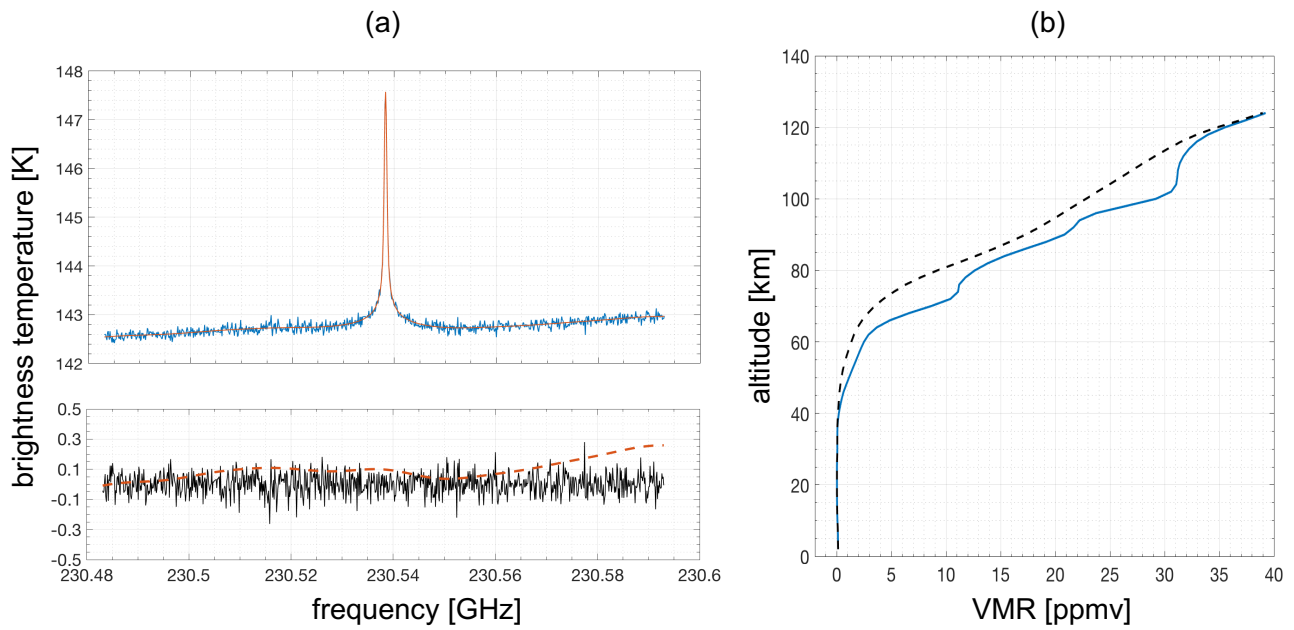 (a)
148
147
146
145
144
143
142
brightness temperature [K]
0.5
0.3
0.1
-0.1
-0.3
-0.5
230.48 230.5 230.52 230.54 230.56 230.58 230.6
frequency [GHz]
(b)
140
120
100
80
60
40
20
0
altitude [km]
0 5 10 15 20 25 30 35 40
VMR [ppmv]